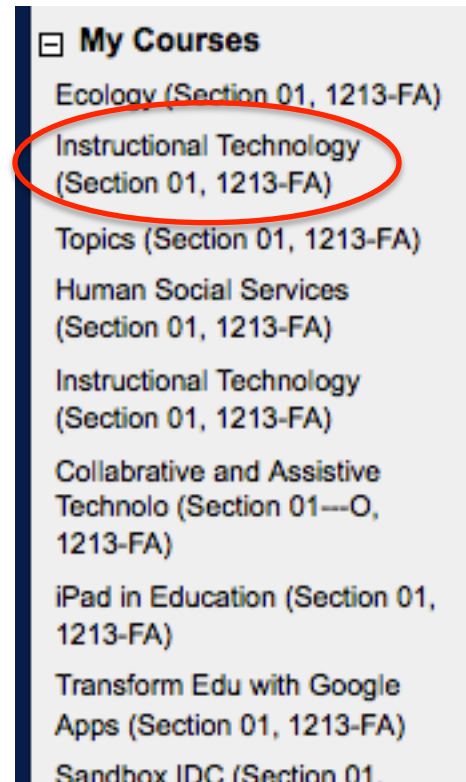 My Courses
Ecology (Section 01, 1213-FA)
Instructional Technology
(Section 01, 1213-FA)
Topics (Section 01, 1213-FA)
Human Social Services
(Section 01, 1213-FA)
Instructional Technology
(Section 01, 1213-FA)
Collabrative and Assistive
Technolo (Section 01---O,
1213-FA)
iPad in Education (Section 01,
1213-FA)
Transform Edu with Google
Apps (Section 01, 1213-FA)
Sandbox IDC (Section 01,